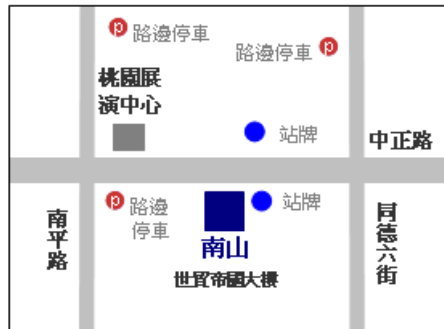 P 路邊停車
路邊停車 P
桃園展
演中心
站牌
中正路
P 路邊
停車
站牌
南山
世貿帝國大樓
南平路
同德六街